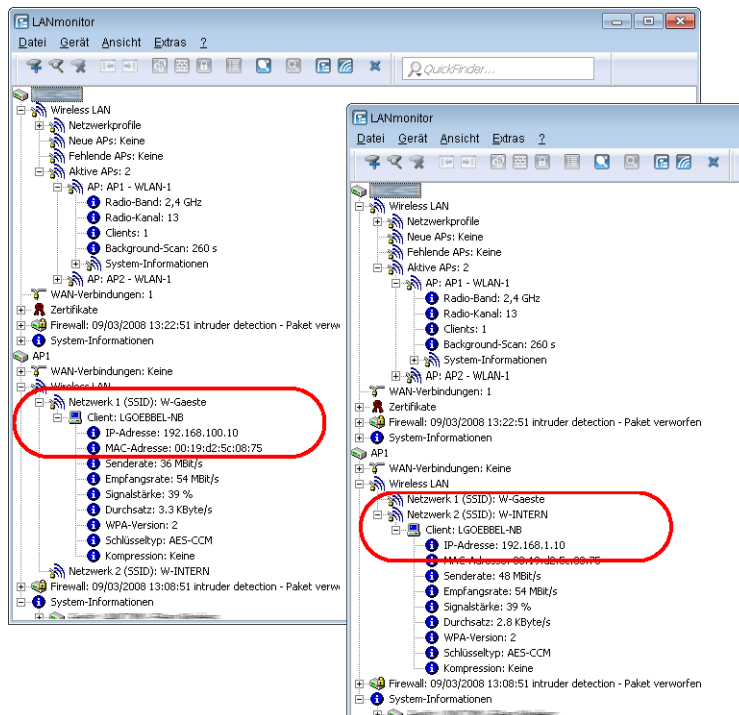 LANmonitor
Datei Gerät Ansicht Extras ?
QuickFinder...
Wireless LAN
Netzwerkprofile
Neue APs: Keine
Fehlende APs: Keine
Aktive APs: 2
AP: AP1 - WLAN-1
Radio-Band: 2,4 GHz
Radio-Kanal: 13
Clients: 1
Background-Scan: 260 s
System-Informationen
AP: AP2 - WLAN-1
WAN-Verbindungen: 1
Zertifikate
Firewall: 09/03/2008 13:22:51 intruder detection - Paket verw
System-Informationen
AP1
WAN-Verbindungen: Keine
Wireless LAN
Netzwerk 1 (SSID): W-Gaeste
Client: LGOEBBEL-NB
IP-Adresse: 192.168.100.10
MAC-Adresse: 00:19:d2:5c:08:75
Senderate: 36 MBit/s
Empfangsrate: 54 MBit/s
Signalstärke: 39 %
Durchsatz: 3.3 KByte/s
WPA-Version: 2
Schlüsseltyp: AES-CCM
Kompression: Keine
Netzwerk 2 (SSID): W-INTERN
Firewall: 09/03/2008 13:08:51 intruder detection - Paket verw
System-Informationen
LANmonitor
Datei Gerät Ansicht Extras ?
Wireless LAN
Netzwerkprofile
Neue APs: Keine
Fehlende APs: Keine
Aktive APs: 2
AP: AP1 - WLAN-1
Radio-Band: 2,4 GHz
Radio-Kanal: 13
Clients: 1
Background-Scan: 260 s
System-Informationen
AP: AP2 - WLAN-1
WAN-Verbindungen: 1
Zertifikate
Firewall: 09/03/2008 13:22:51 intruder detection - Paket verworfen
System-Informationen
AP1
WAN-Verbindungen: Keine
Wireless LAN
Netzwerk 1 (SSID): W-Gaeste
Netzwerk 2 (SSID): W-INTERN
Client: LGOEBBEL-NB
IP-Adresse: 192.168.1.10
MAC-Adresse: 00:19:d2:5c:08:75
Senderate: 48 MBit/s
Empfangsrate: 54 MBit/s
Signalstärke: 39 %
Durchsatz: 2.8 KByte/s
WPA-Version: 2
Schlüsseltyp: AES-CCM
Kompression: Keine
Firewall: 09/03/2008 13:08:51 intruder detection - Paket verworfen
System-Informationen